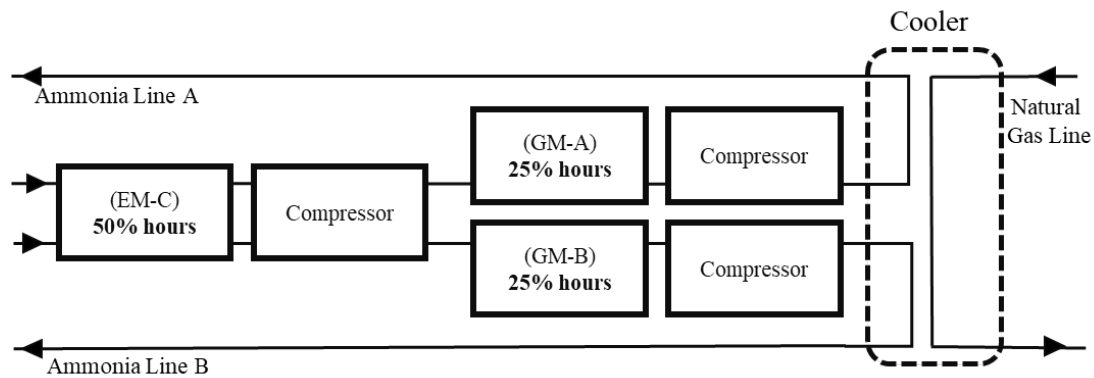 Cooler
Ammonia Line A
Natural
Gas Line
(GM-A)
25% hours
Compressor
(EM-C)
50% hours
Compressor
(GM-B)
25% hours
Compressor
Ammonia Line B